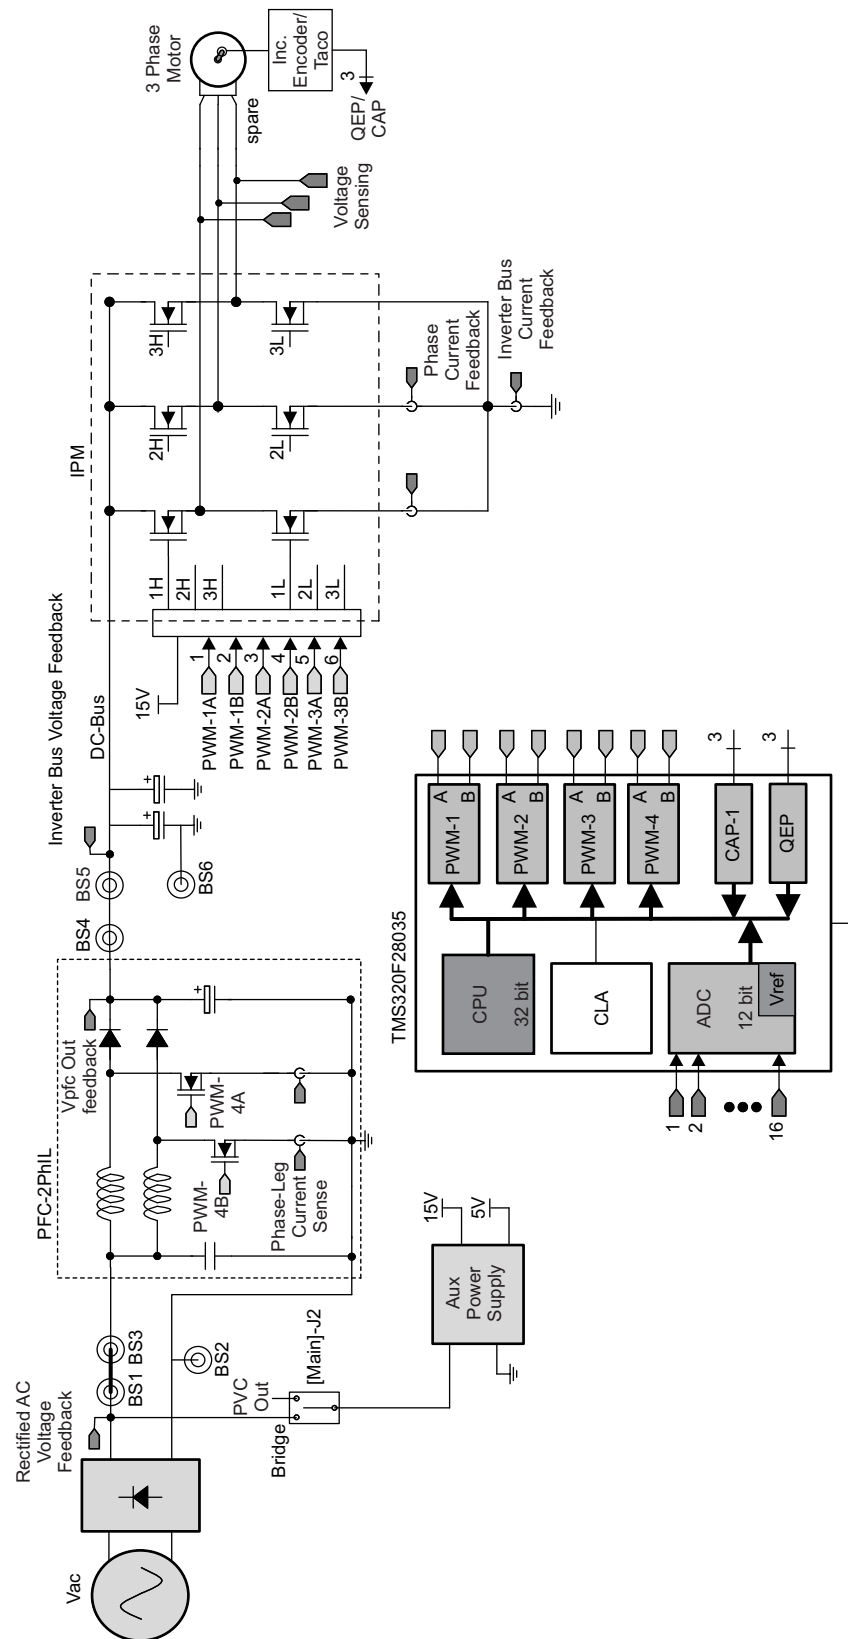 Vac
Rectified AC
Voltage
Feedback
BS1
BS3
BS2
Bridge
PVC
Out
[Main]-J2
Aux
Power
Supply
15V
5V
PFC-2PhIL
Vpfc Out
feedback
PWM-
4A
PWM-
4B
Phase-Leg
Current
Sense
BS4
BS5
BS6
+
+
+
Inverter Bus Voltage Feedback
DC-Bus
15V
PWM-1A
1
PWM-1B
2
PWM-2A
3
PWM-2B
4
PWM-3A
5
PWM-3B
6
IPM
1H
2H
3H
1L
2L
3L
2H
3H
2L
3L
Phase
Current
Feedback
Inverter Bus
Current
Feedback
Voltage
Sensing
3 Phase
Motor
spare
Inc.
Encoder/
Taco
3
QEP/
CAP
TMS320F28035
CPU
32 bit
CLA
ADC
12 bit
Vref
1
2
16
PWM-1
A
B
PWM-2
A
B
PWM-3
A
B
PWM-4
A
B
CAP-1
3
QEP
3